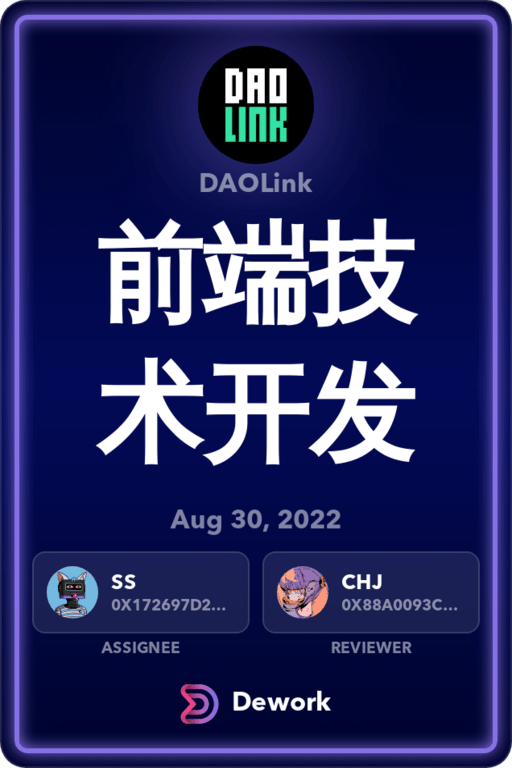 DAO
LINK
DAOLink
前端技
术开发
Aug 30, 2022
SS
0X172697D2...
ASSIGNEE
CHJ
0X88A0093C...
REVIEWER
Dework